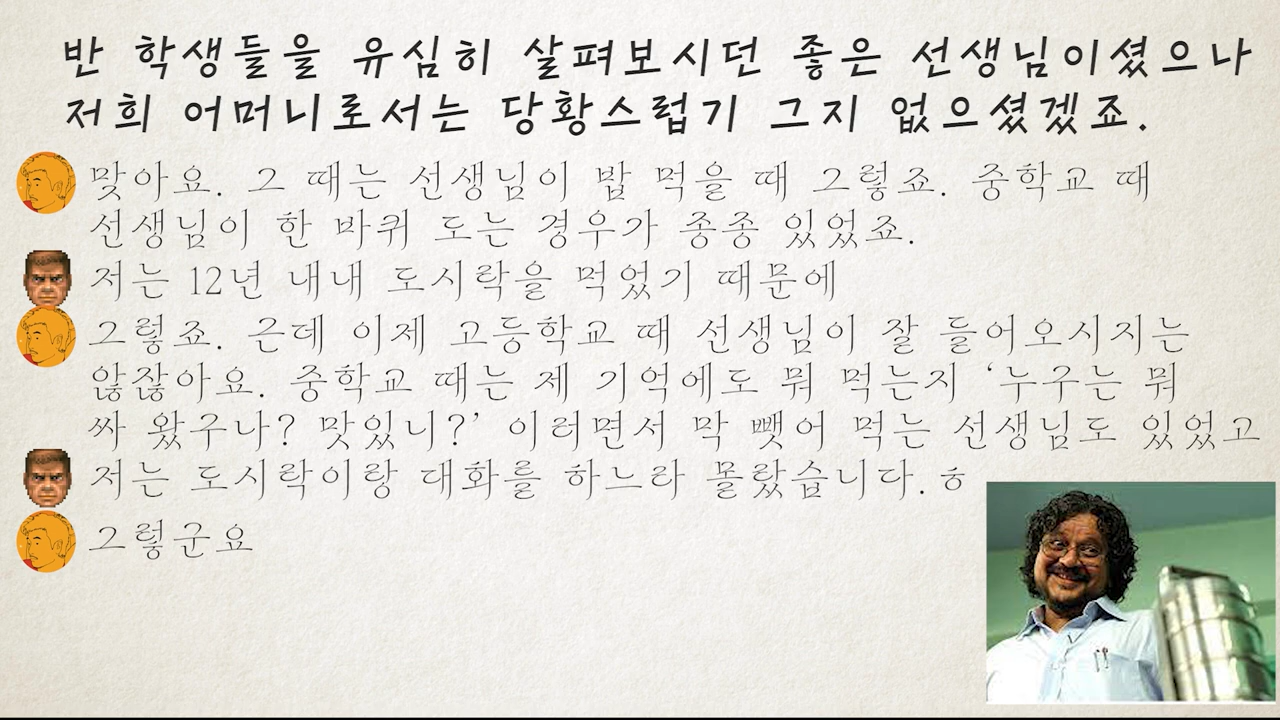 반 학생들을 유심히 살펴보시던 좋은 선생님이셨으나
저희 어머니로서는 당황스럽기 그지 없으셨겠죠.
맞아요. 그 때는 선생님이 밥 먹을 때 그렇죠. 중학교 때
선생님이 한 바퀴 도는 경우가 종종 있었죠.
저는 12년 내내 도시락을 먹었기 때문에
그렇죠. 근데 이제 고등학교 때 선생님이 잘 들어오시지는
않잖아요. 중학교 때는 제 기억에도 뭐 먹는지 ‘누구는 뭐
싸 왔구나? 맛있니?’ 이러면서 막 뺏어 먹는 선생님도 있었고
저는 도시락이랑 대화를 하느라 몰랐습니다.ㅎ
그렇군요